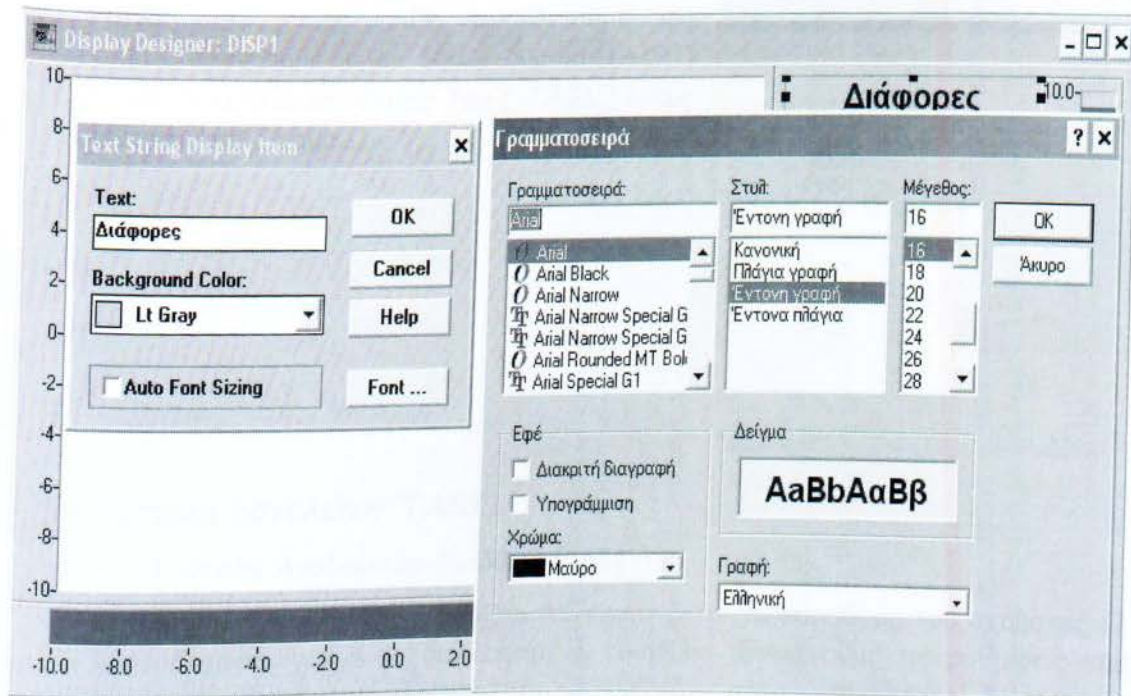 Display Designer: DISP1
10-
8-
6-
4-
2-
0-
-2-
-4-
-6-
-8-
-10-
-10.0
-8.0
-6.0
-4.0
-2.0
0.0
2.0
Διάφορες
10.0-
Text String Display Item
Text:
Διάφορες
Background Color:
Lt Gray
Auto Font Sizing
OK
Cancel
Help
Font ...
Γραμματοσειρά
Γραμματοσειρά:
Arial
Arial
Arial Black
Arial Narrow
Arial Narrow Special G
Arial Narrow Special G
Arial Rounded MT Bol
Arial Special G1
Στυλ:
Έντονη γραφή
Κανονική
Πλάγια γραφή
Έντονη γραφή
Έντονα πλάγια
Μέγεθος:
16
16
18
20
22
24
26
28
OK
Άκυρο
Εφέ
Διακριτή διαγραφή
Υπογράμμιση
Χρώμα:
Μαύρο
Δείγμα
AaBbΑαΒβ
Γραφή:
Ελληνική